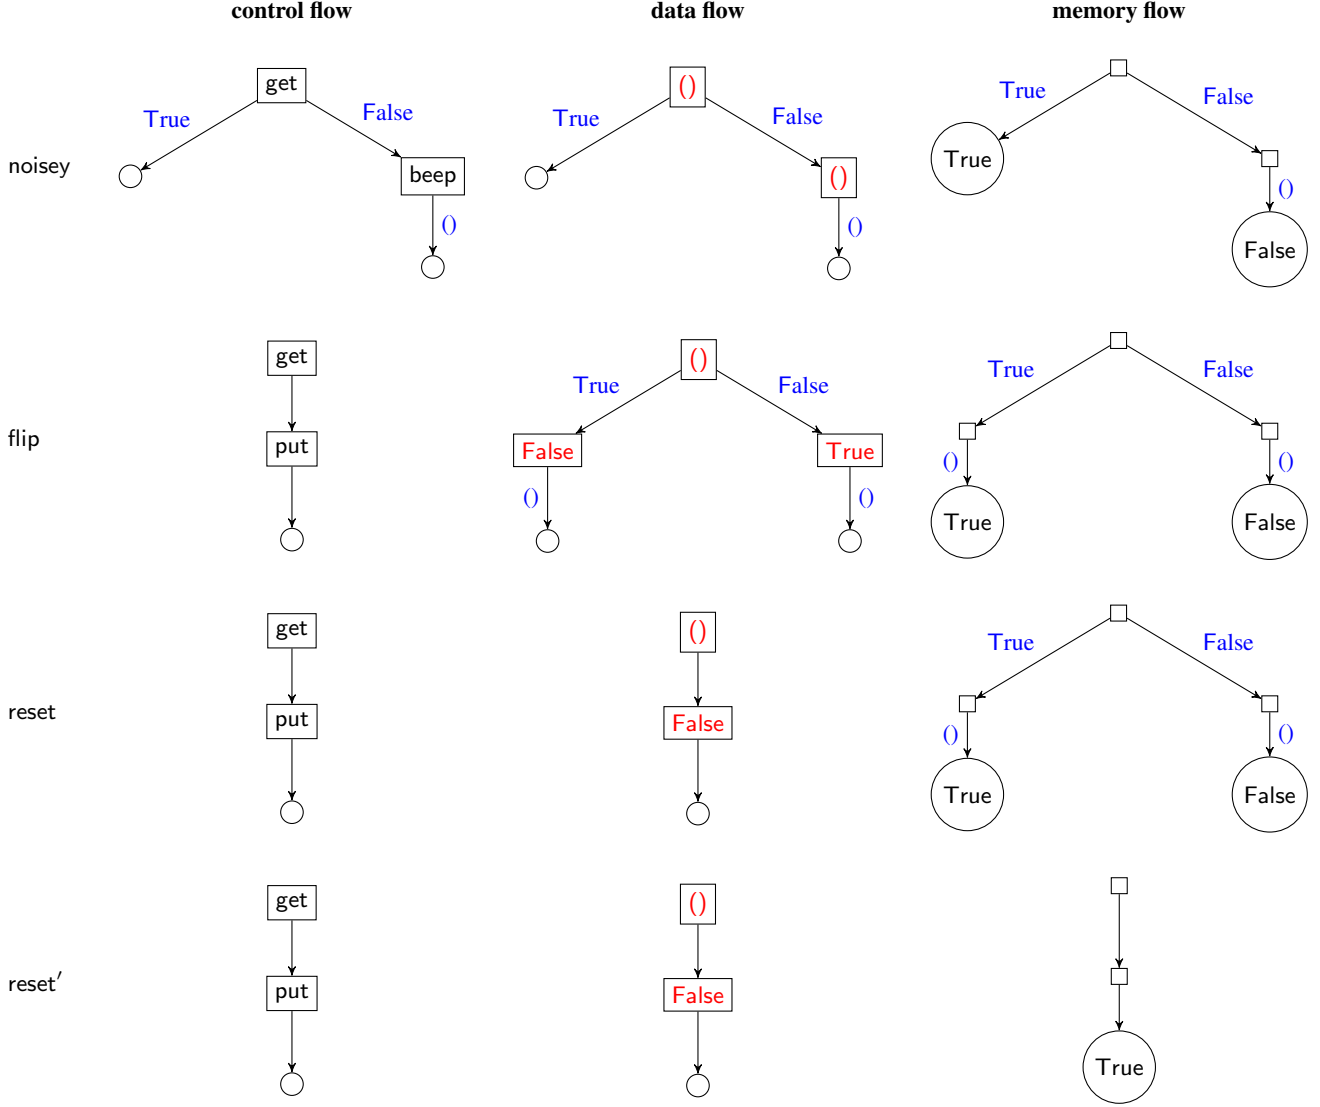 control flow data flow memory flow
get () 
True False True False True False
noisey beep () True
() () ()
False
get ()
True False True False
flip put False True
() () () ()
True False
get ()
True False
reset put False
() ()
True False
get ()
reset′ put False
True